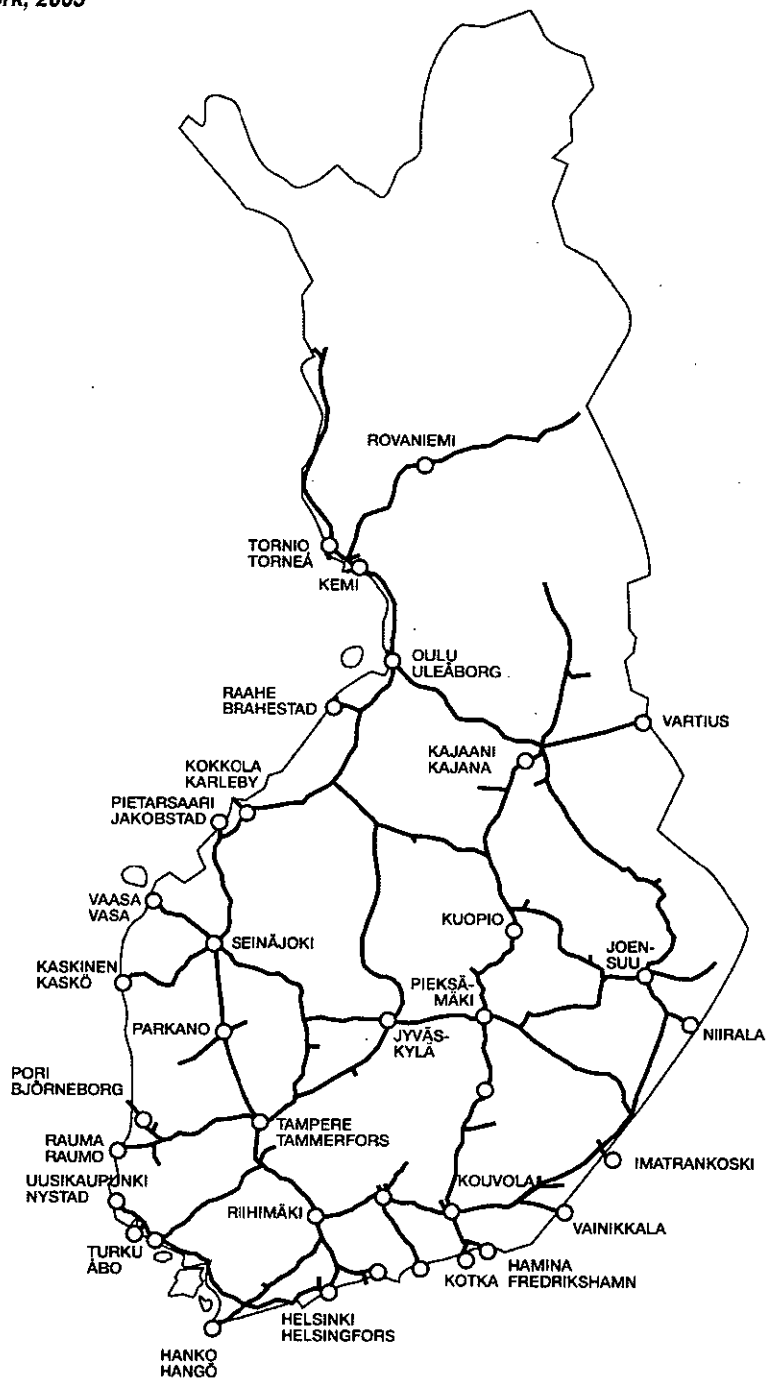 2005
ROVANIEMI
TORNIO
TORNEÅ
KEMI
OULU
ULEÅBORG
RAAHE
BRAHESTAD
VARTIUS
KAJAANI
KAJANA
KOKKOLA
KARLEBY
PIETARSAARI
JAKOBSTAD
VAASA
VASA
KUOPIO
SEINÄJOKI
JOEN-
SUU
KASKINEN
KASKÖ
PIEKSÄ-
MÄKI
PARKANO
JYVÄS-
KYLÄ
NIIRALA
PORI
BJÖRNEBORG
TAMPERE
TAMMERFORS
RAUMA
RAUMO
IMATRANKOSKI
UUSIKAUPUNKI
NYSTAD
KOUVOLA
RIIHIMÄKI
VAINIKKALA
TURKU
ÅBO
KOTKA
HAMINA
FREDRIKSHAMN
HELSINKI
HELSINGFORS
HANKO
HANGÖ